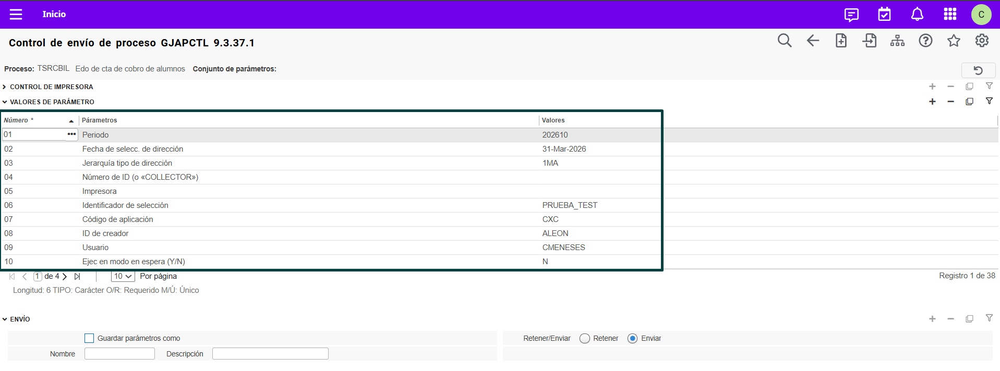 Inicio
C
Control de envío de proceso GJAPCTL 9.3.37.1
Proceso: TSRCBIL Edo de cta de cobro de alumnos Conjunto de parámetros:
CONTROL DE IMPRESORA
VALORES DE PARÁMETRO
Número * Párametros Valores
01 ••• Periodo 202610
02 Fecha de selecc. de dirección 31-Mar-2026
03 Jerarquía tipo de dirección 1MA
04 Número de ID (o «COLLECTOR»)
05 Impresora
06 Identificador de selección PRUEBA_TEST
07 Código de aplicación CXC
08 ID de creador ALEON
09 Usuario CMENESES
10 Ejec en modo en espera (Y/N) N
1 de 4 10 Por página Registro 1 de 38
Longitud: 6 TIPO: Carácter O/R: Requerido M/Ú: Único
ENVÍO
Guardar parámetros como Retener/Enviar Retener Enviar
Nombre Descripción